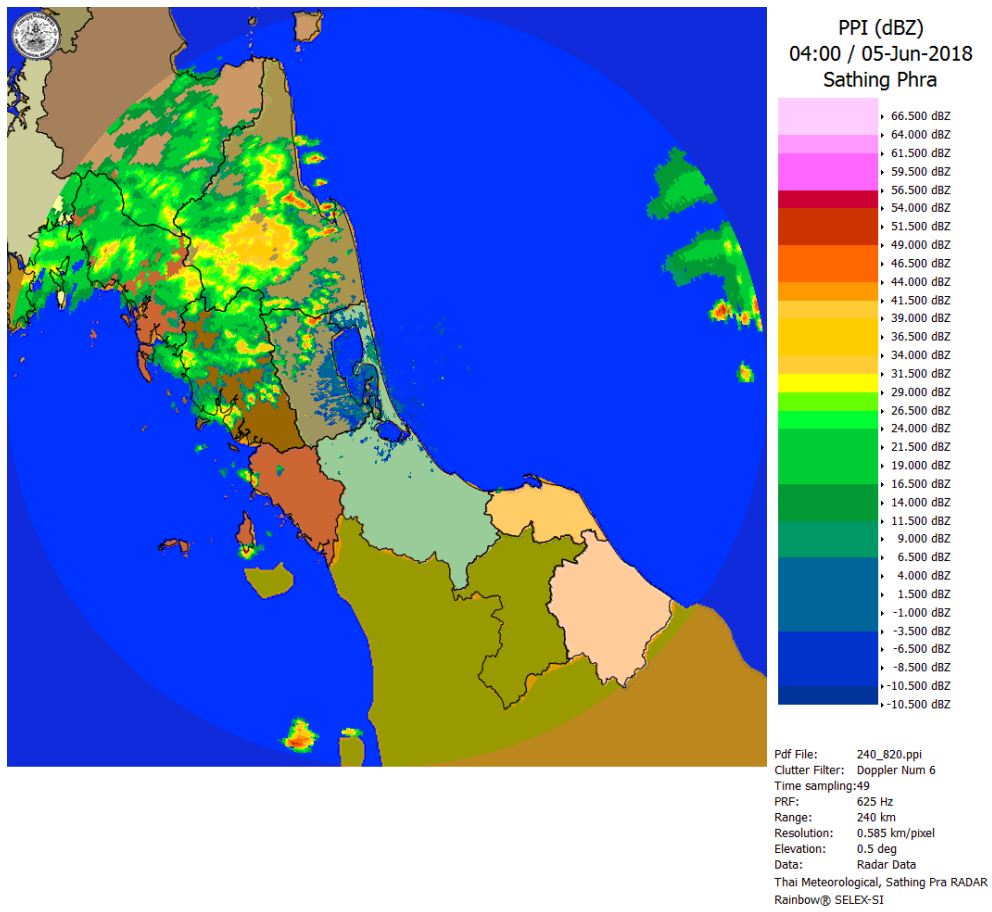 PPI (dBZ)
04:00 / 05-Jun-2018
Sathing Phra
66.500 dBZ
64.000 dBZ
61.500 dBZ
59.500 dBZ
56.500 dBZ
54.000 dBZ
51.500 dBZ
49.000 dBZ
46.500 dBZ
44.000 dBZ
41.500 dBZ
39.000 dBZ
36.500 dBZ
34.000 dBZ
31.500 dBZ
29.000 dBZ
26.500 dBZ
24.000 dBZ
21.500 dBZ
19.000 dBZ
16.500 dBZ
14.000 dBZ
11.500 dBZ
9.000 dBZ
6.500 dBZ
4.000 dBZ
1.500 dBZ
-1.000 dBZ
-3.500 dBZ
-6.500 dBZ
-8.500 dBZ
-10.500 dBZ
-10.500 dBZ
Pdf File: 240_820.ppi
Clutter Filter: Doppler Num 6
Time sampling:49
PRF: 625 Hz
Range: 240 km
Resolution: 0.585 km/pixel
Elevation: 0.5 deg
Data: Radar Data
Thai Meteorological, Sathing Pra RADAR
Rainbow® SELEX-SI